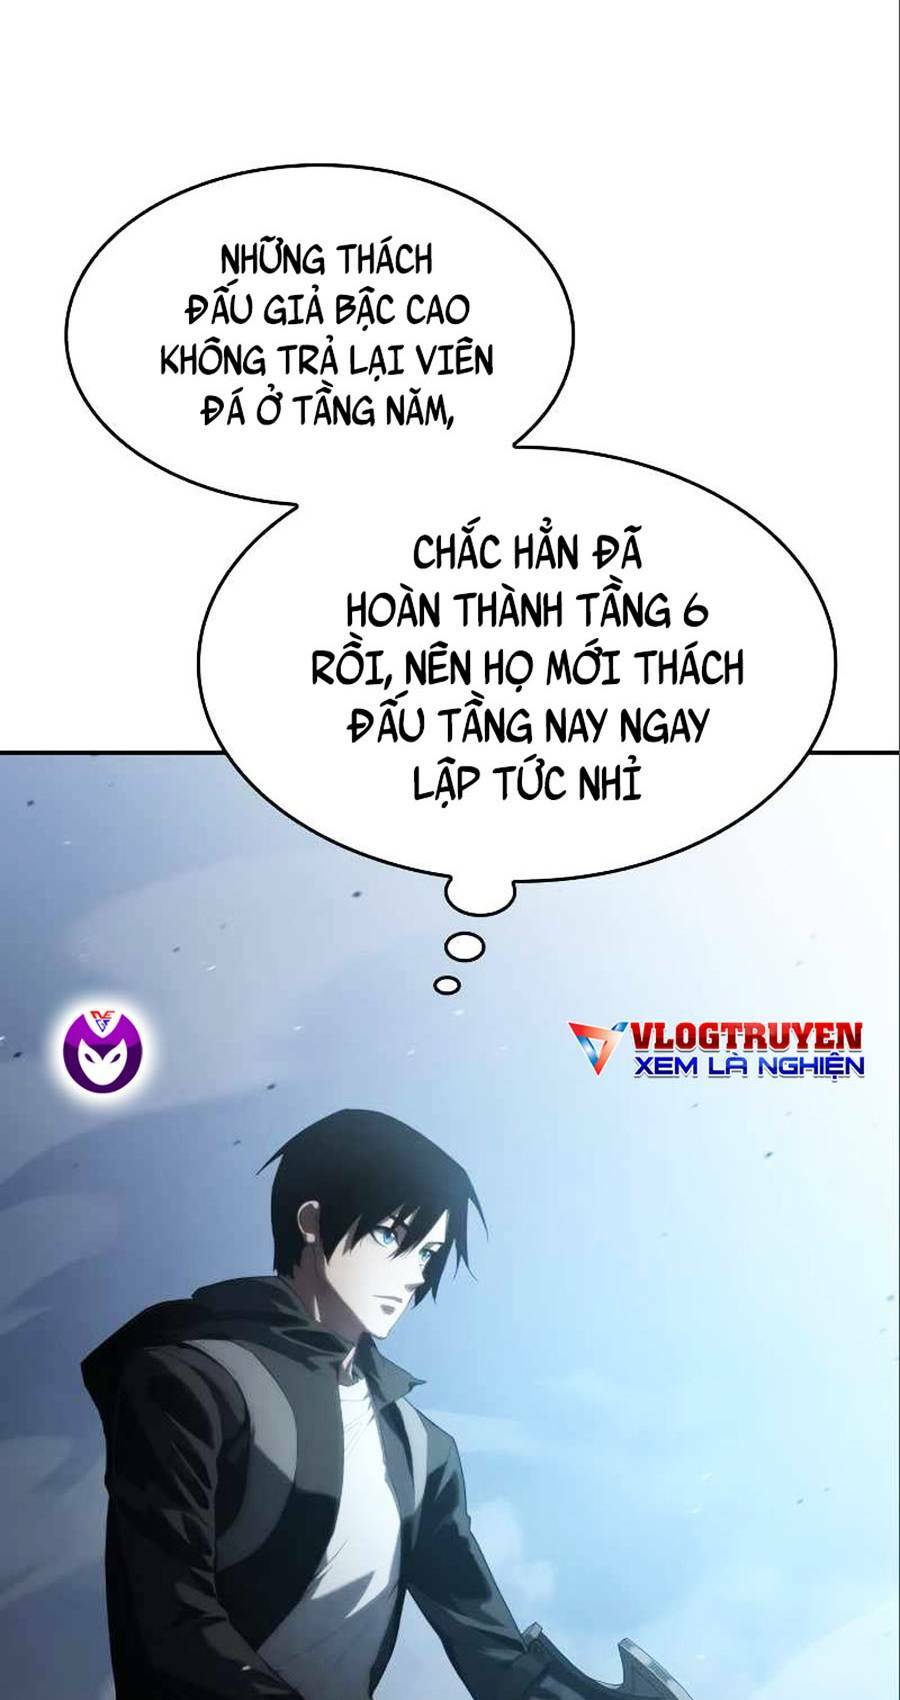 NHỮNG THÁCH
ĐẤU GIẢ BẬC CAO
KHÔNG TRẢ LẠI VIÊN
ĐÁ Ở TẦNG NĂM,
CHẮC HẲN ĐÃ
HOÀN THÀNH TẦNG 6
RỒI, NÊN HỌ MỚI THÁCH
ĐẤU TẦNG NAY NGAY
LẬP TỨC NHỈ
VLOGTRUYEN
XEM LÀ NGHIỆN